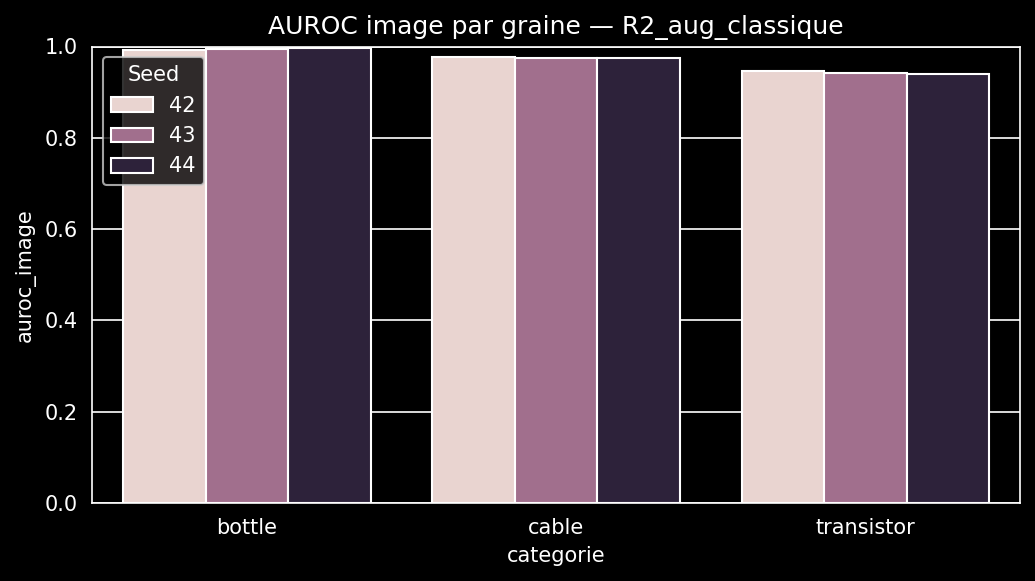 AUROC image par graine — R2_aug_classique
1.0
0.8
0.6
0.4
0.2
0.0
auroc_image
Seed
42
43
44
bottle
cable
transistor
categorie